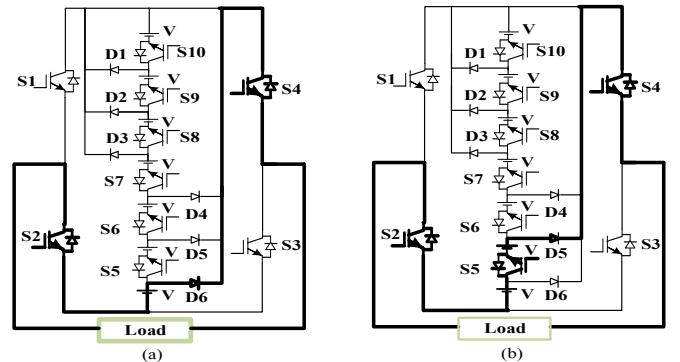 V
D1
S10
S1
V
S4
D2
S9
V
D3
S8
V
S7
D4
V
S2
S6
S3
D5
V
S5
D6
V
Load
(a)
V
D1
S10
S1
V
S4
D2
S9
V
D3
S8
V
S7
D4
V
S2
S6
S3
V
D5
S5
D6
V
Load
(b)